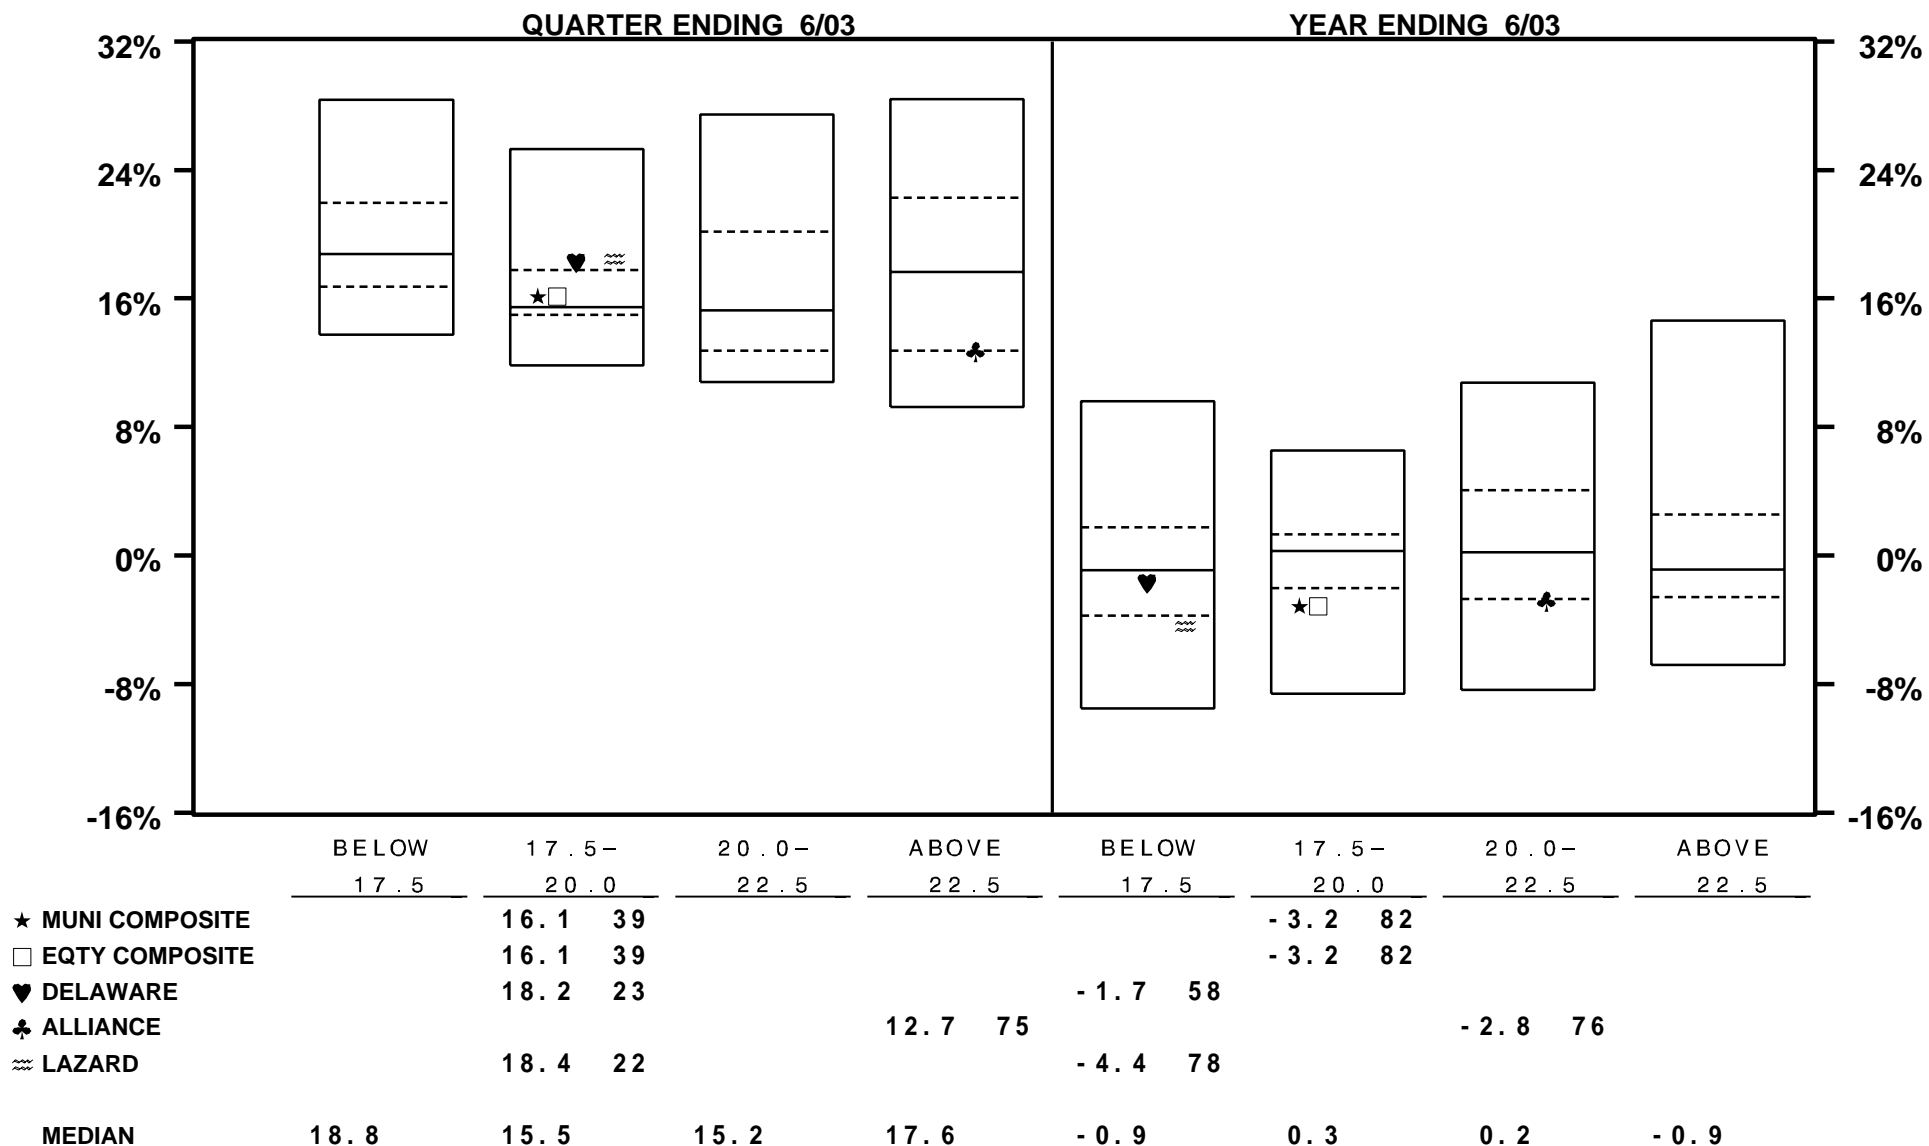 QUARTER ENDING 6/03 YEAR ENDING 6/03
32% 32%
24% 24%
16% 16%
8% 8%
0% 0%
-8% -8%
-16% -16%
BELOW 17.5- 20.0- ABOVE BELOW 17.5- 20.0- ABOVE
17.5 20.0 22.5 22.5 17.5 20.0 22.5 22.5
★ MUNI COMPOSITE 16.1 39 -3.2 82
□ EQTY COMPOSITE 16.1 39 -3.2 82
♥ DELAWARE 18.2 23 -1.7 58
♣ ALLIANCE 12.7 75 -2.8 76
LAZARD 18.4 22 -4.4 78
MEDIAN 18.8 15.5 15.2 17.6 -0.9 0.3 0.2 -0.9